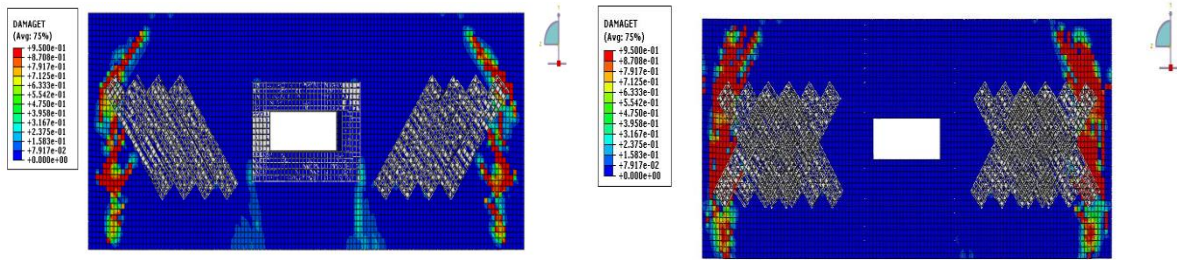 DAMAGET
(Avg: 75%)
+9.500e-01
+8.708e-01
+7.917e-01
+7.125e-01
+6.333e-01
+5.542e-01
+4.750e-01
+3.958e-01
+3.167e-01
+2.375e-01
+1.583e-01
+7.917e-02
+0.000e+00
DAMAGET
(Avg: 75%)
+9.500e-01
+8.708e-01
+7.917e-01
+7.125e-01
+6.333e-01
+5.542e-01
+4.750e-01
+3.958e-01
+3.167e-01
+2.375e-01
+1.583e-01
+7.917e-02
+0.000e+00